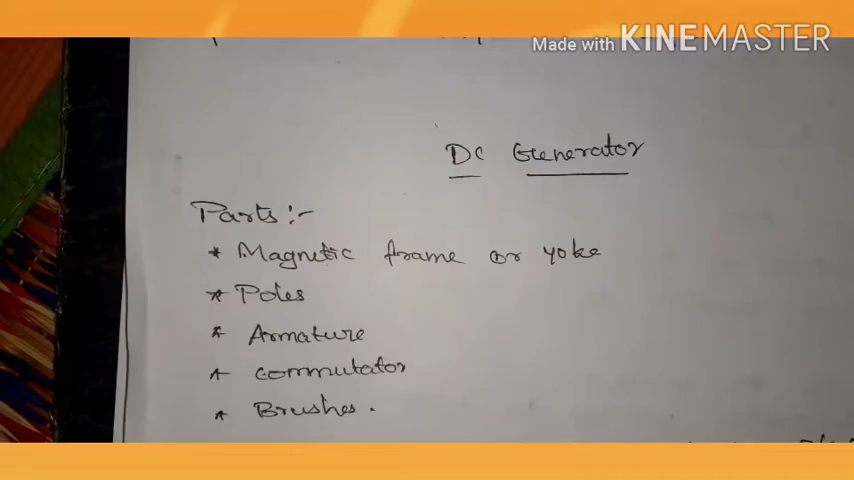 Made with KINEMASTER
DC Generator
Parts :-
* Magnetic frame or yoke
* Poles
* Armature
* commutator
* Brushes.